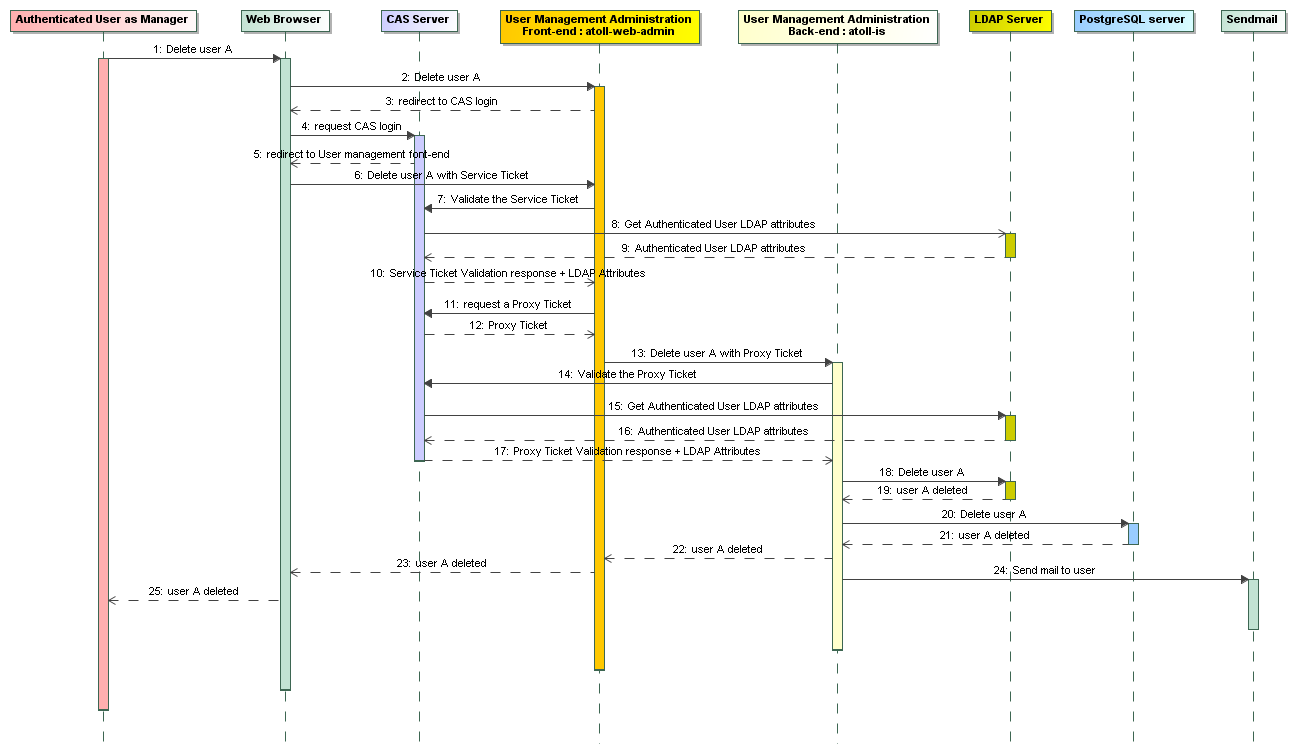 Authenticated User as Manager
Web Browser
CAS Server
User Management Administration
Front-end : atoll-web-admin
User Management Administration
Back-end : atoll-is
LDAP Server
PostgreSQL server
Sendmail
1: Delete user A
2: Delete user A
3: redirect to CAS login
4: request CAS login
5: redirect to User management font-end
6: Delete user A with Service Ticket
7: Validate the Service Ticket
8: Get Authenticated User LDAP attributes
9: Authenticated User LDAP attributes
10: Service Ticket Validation response + LDAP Attributes
11: request a Proxy Ticket
12: Proxy Ticket
13: Delete user A with Proxy Ticket
14: Validate the Proxy Ticket
15: Get Authenticated User LDAP attributes
16: Authenticated User LDAP attributes
17: Proxy Ticket Validation response + LDAP Attributes
18: Delete user A
19: user A deleted
20: Delete user A
21: user A deleted
22: user A deleted
23: user A deleted
24: Send mail to user
25: user A deleted